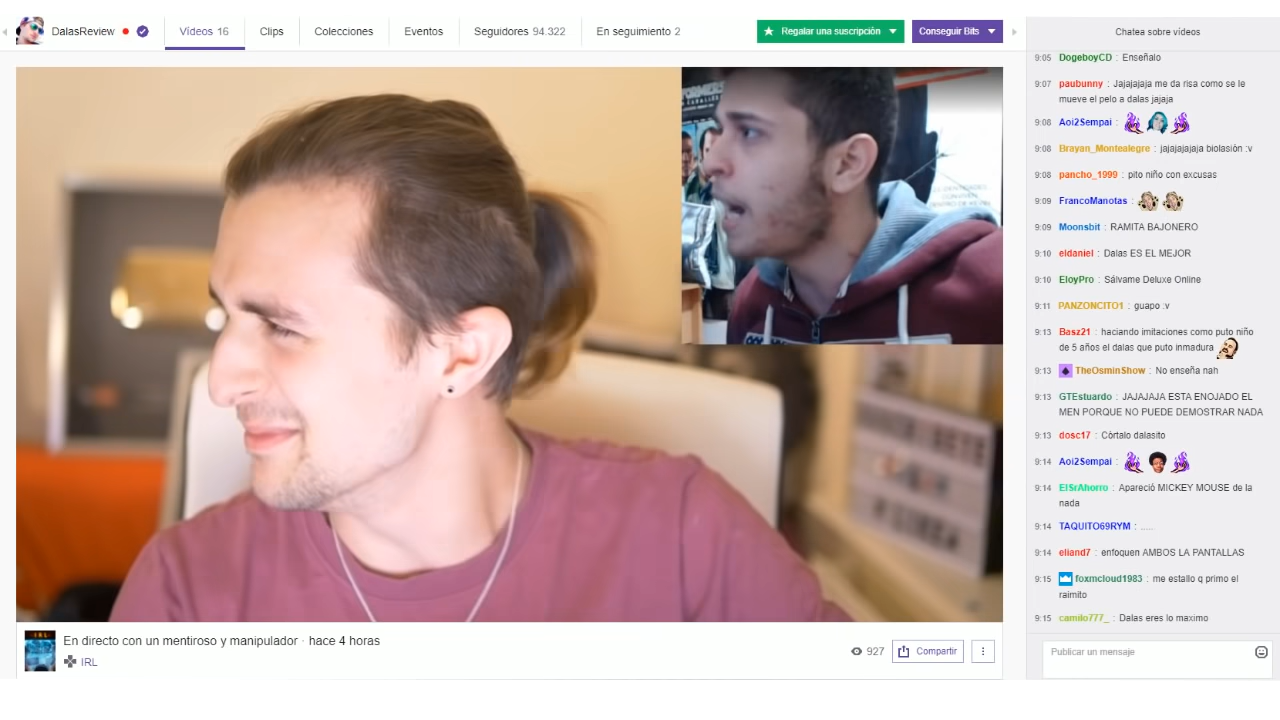 DalasReview
Vídeos 16
Clips
Colecciones
Eventos
Seguidores 94.322
En seguimiento 2
Regalar una suscripción
Conseguir Bits
Chatea sobre vídeos
9:05 DogeboyCD : Enseñalo
9:07 paubunny : Jajajajaja me da risa como se le
mueve el pelo a dalas jajaja
9:08 Aoi2Sempai :
9:08 Brayan_Montealegre : jajajajajaja biolasión :v
9:08 pancho_1999 : pito niño con excusas
9:09 FrancoManotas :
9:09 Moonsbit : RAMITA BAJONERO
9:10 eldaniel : Dalas ES EL MEJOR
9:10 EloyPro : Sálvame Deluxe Online
9:11 PANZONCITO1 : guapo :v
9:13 Basz21 : haciando imitaciones como puto niño
de 5 años el dalas que puto inmadura
9:13 TheOsminShow : No enseña nah
9:13 GTEstuardo : JAJAJAJA ESTA ENOJADO EL
MEN PORQUE NO PUEDE DEMOSTRAR NADA
9:13 dosc17 : Córtalo dalasito
9:14 Aoi2Sempai :
9:14 ElSrAhorro : Apareció MICKEY MOUSE de la
nada
9:14 TAQUITO69RYM : .....
9:14 eliand7 : enfoquen AMBOS LA PANTALLAS
9:15 foxmcloud1983 : me estallo q primo el
raimito
9:15 camilo777_ : Dalas eres lo maximo
Publicar un mensaje
En directo con un mentiroso y manipulador · hace 4 horas
IRL
927
Compartir